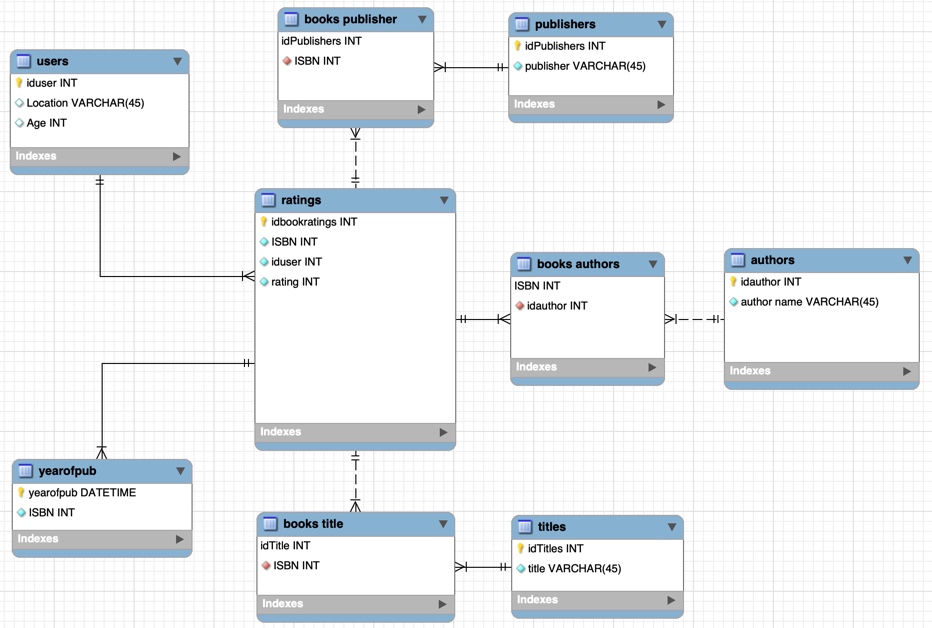 books publisher
idPublishers INT
ISBN INT
Indexes
publishers
idPublishers INT
publisher VARCHAR(45)
Indexes
users
iduser INT
Location VARCHAR(45)
Age INT
Indexes
ratings
idbookratings INT
ISBN INT
iduser INT
rating INT
Indexes
books authors
ISBN INT
idauthor INT
Indexes
authors
idauthor INT
author name VARCHAR(45)
Indexes
yearofpub
yearofpub DATETIME
ISBN INT
Indexes
books title
idTitle INT
ISBN INT
Indexes
titles
idTitles INT
title VARCHAR(45)
Indexes